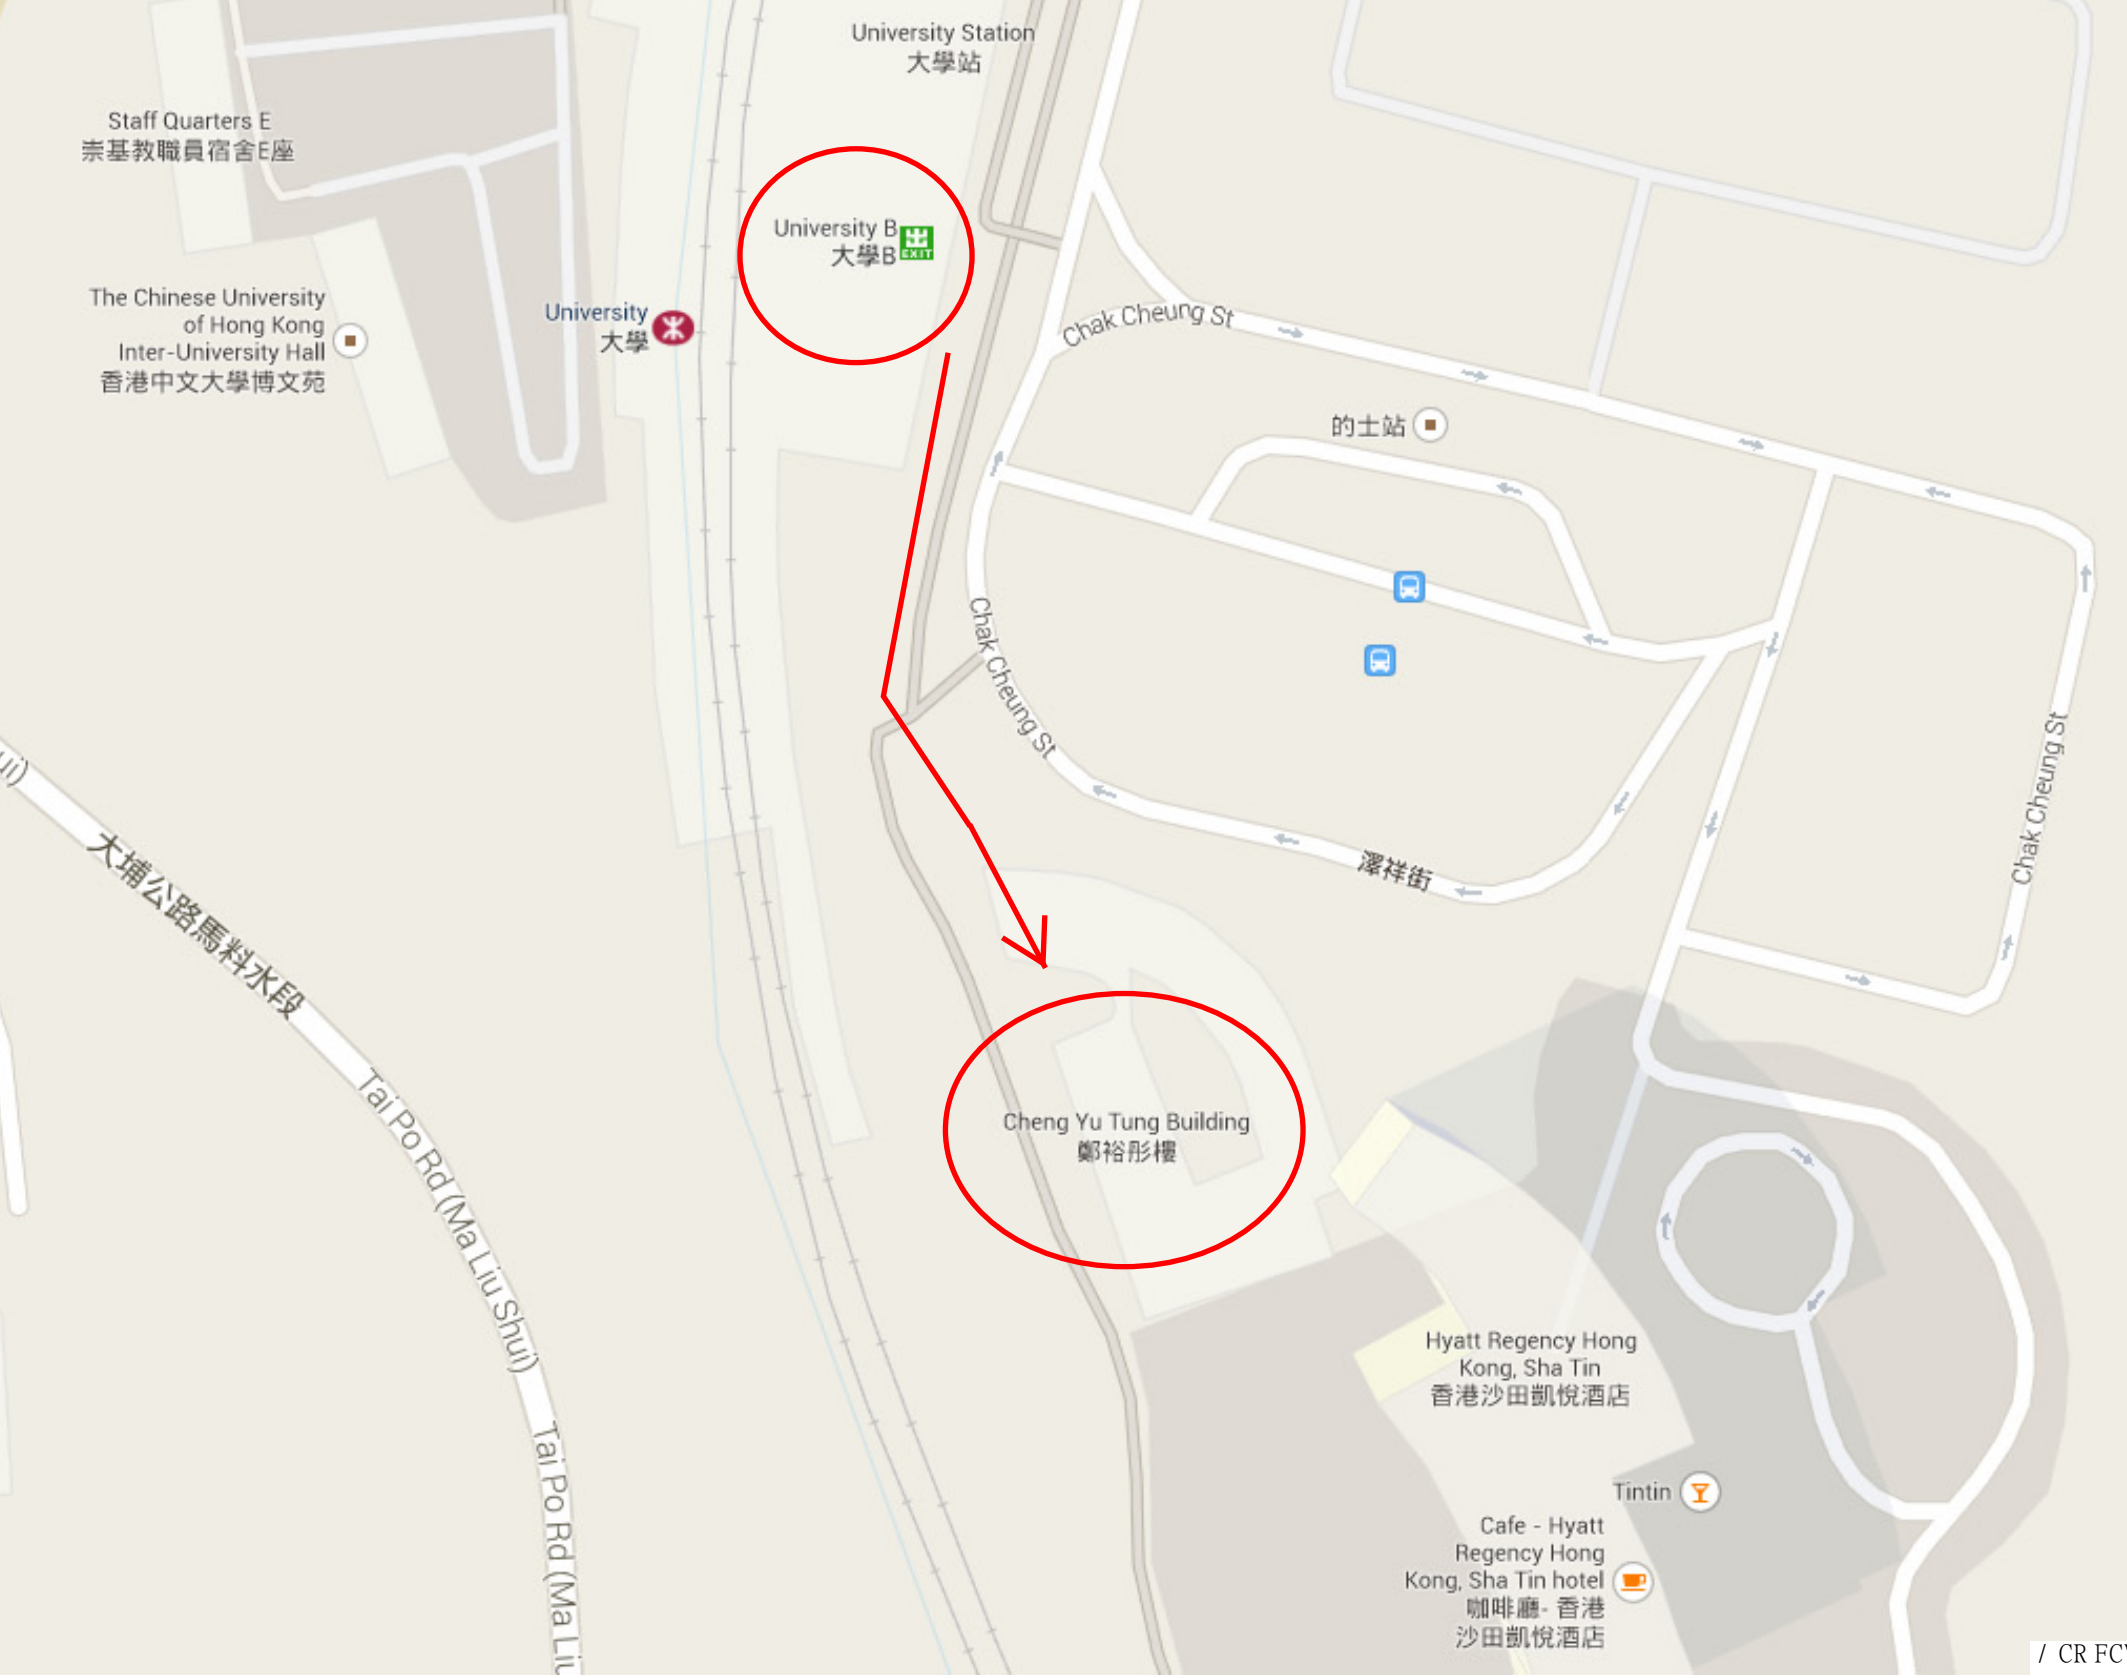 University Station
大學站
Staff Quarters E
崇基教職員宿舍E座
University B
大學B
EXIT
The Chinese University
of Hong Kong
Inter-University Hall
香港中文大學博文苑
University
大學
Chak Cheung St
的士站
Chak Cheung St
Chak Cheung St
澤祥街
大埔公路馬料水段
Tai Po Rd (Ma Liu Shui)
Tai Po Rd (Ma Liu
Cheng Yu Tung Building
鄭裕彤樓
Hyatt Regency Hong
Kong, Sha Tin
香港沙田凱悅酒店
Tintin
Cafe - Hyatt
Regency Hong
Kong, Sha Tin hotel
咖啡廳- 香港
沙田凱悅酒店
/ CR FC